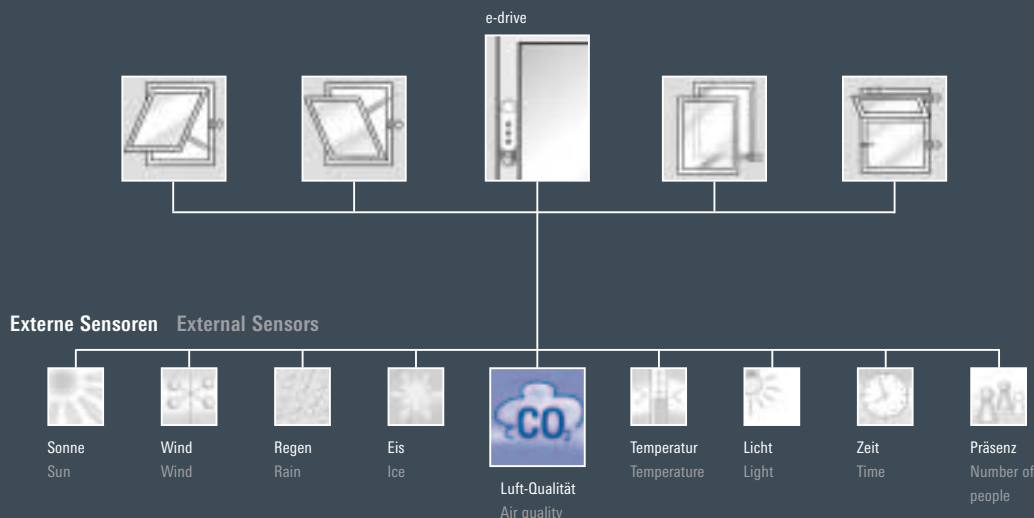 e-drive
Externe Sensoren External Sensors
CO2
Sonne
Sun
Wind
Wind
Regen
Rain
Eis
Ice
Luft-Qualität
Air quality
Temperatur
Temperature
Licht
Light
Zeit
Time
Präsenz
Number of
people